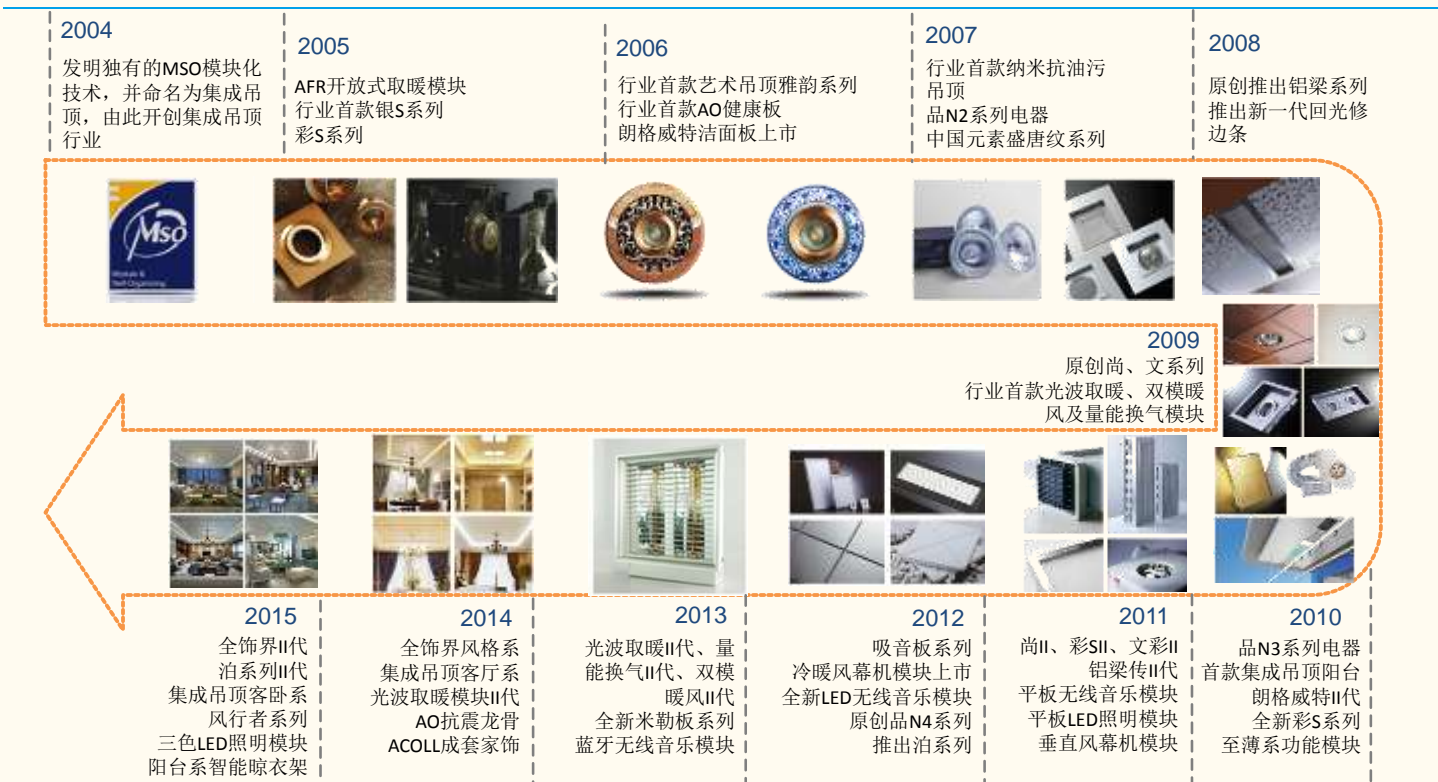 2004
发明独有的MSO模块化
技术，并命名为集成吊
顶，由此开创集成吊顶
行业
2005
AFR开放式取暖模块
行业首款银S系列
彩S系列
2006
行业首款艺术吊顶雅韵系列
行业首款AO健康板
朗格威特洁面板上市
2007
行业首款纳米抗油污
吊顶
品N2系列电器
中国元素盛唐纹系列
2008
原创推出铝梁系列
推出新一代回光修
边条
MSO
Module &
Self-Organizing
2009
原创尚、文系列
行业首款光波取暖、双模暖
风及量能换气模块
2010
品N3系列电器
首款集成吊顶阳台
朗格威特II代
全新彩S系列
至薄系功能模块
2011
尚II、彩SII、文彩II
铝梁传II代
平板无线音乐模块
平板LED照明模块
垂直风幕机模块
2012
吸音板系列
冷暖风幕机模块上市
全新LED无线音乐模块
原创品N4系列
推出泊系列
2013
光波取暖II代、量
能换气II代、双模
暖风II代
全新米勒板系列
蓝牙无线音乐模块
2014
全饰界风格系
集成吊顶客厅系
光波取暖模块II代
AO抗震龙骨
ACOLL成套家饰
2015
全饰界II代
泊系列II代
集成吊顶客卧系
风行者系列
三色LED照明模块
阳台系智能晾衣架